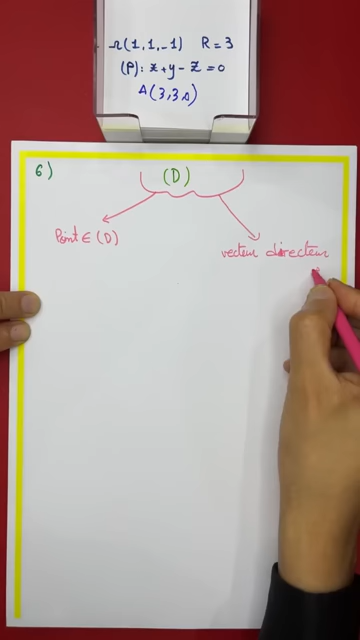 Ω(1,1,-1) R=3
(P): x+y-z=0
A(3,3,1)
6) (D)
Point ∈ (D)
vecteur directeur